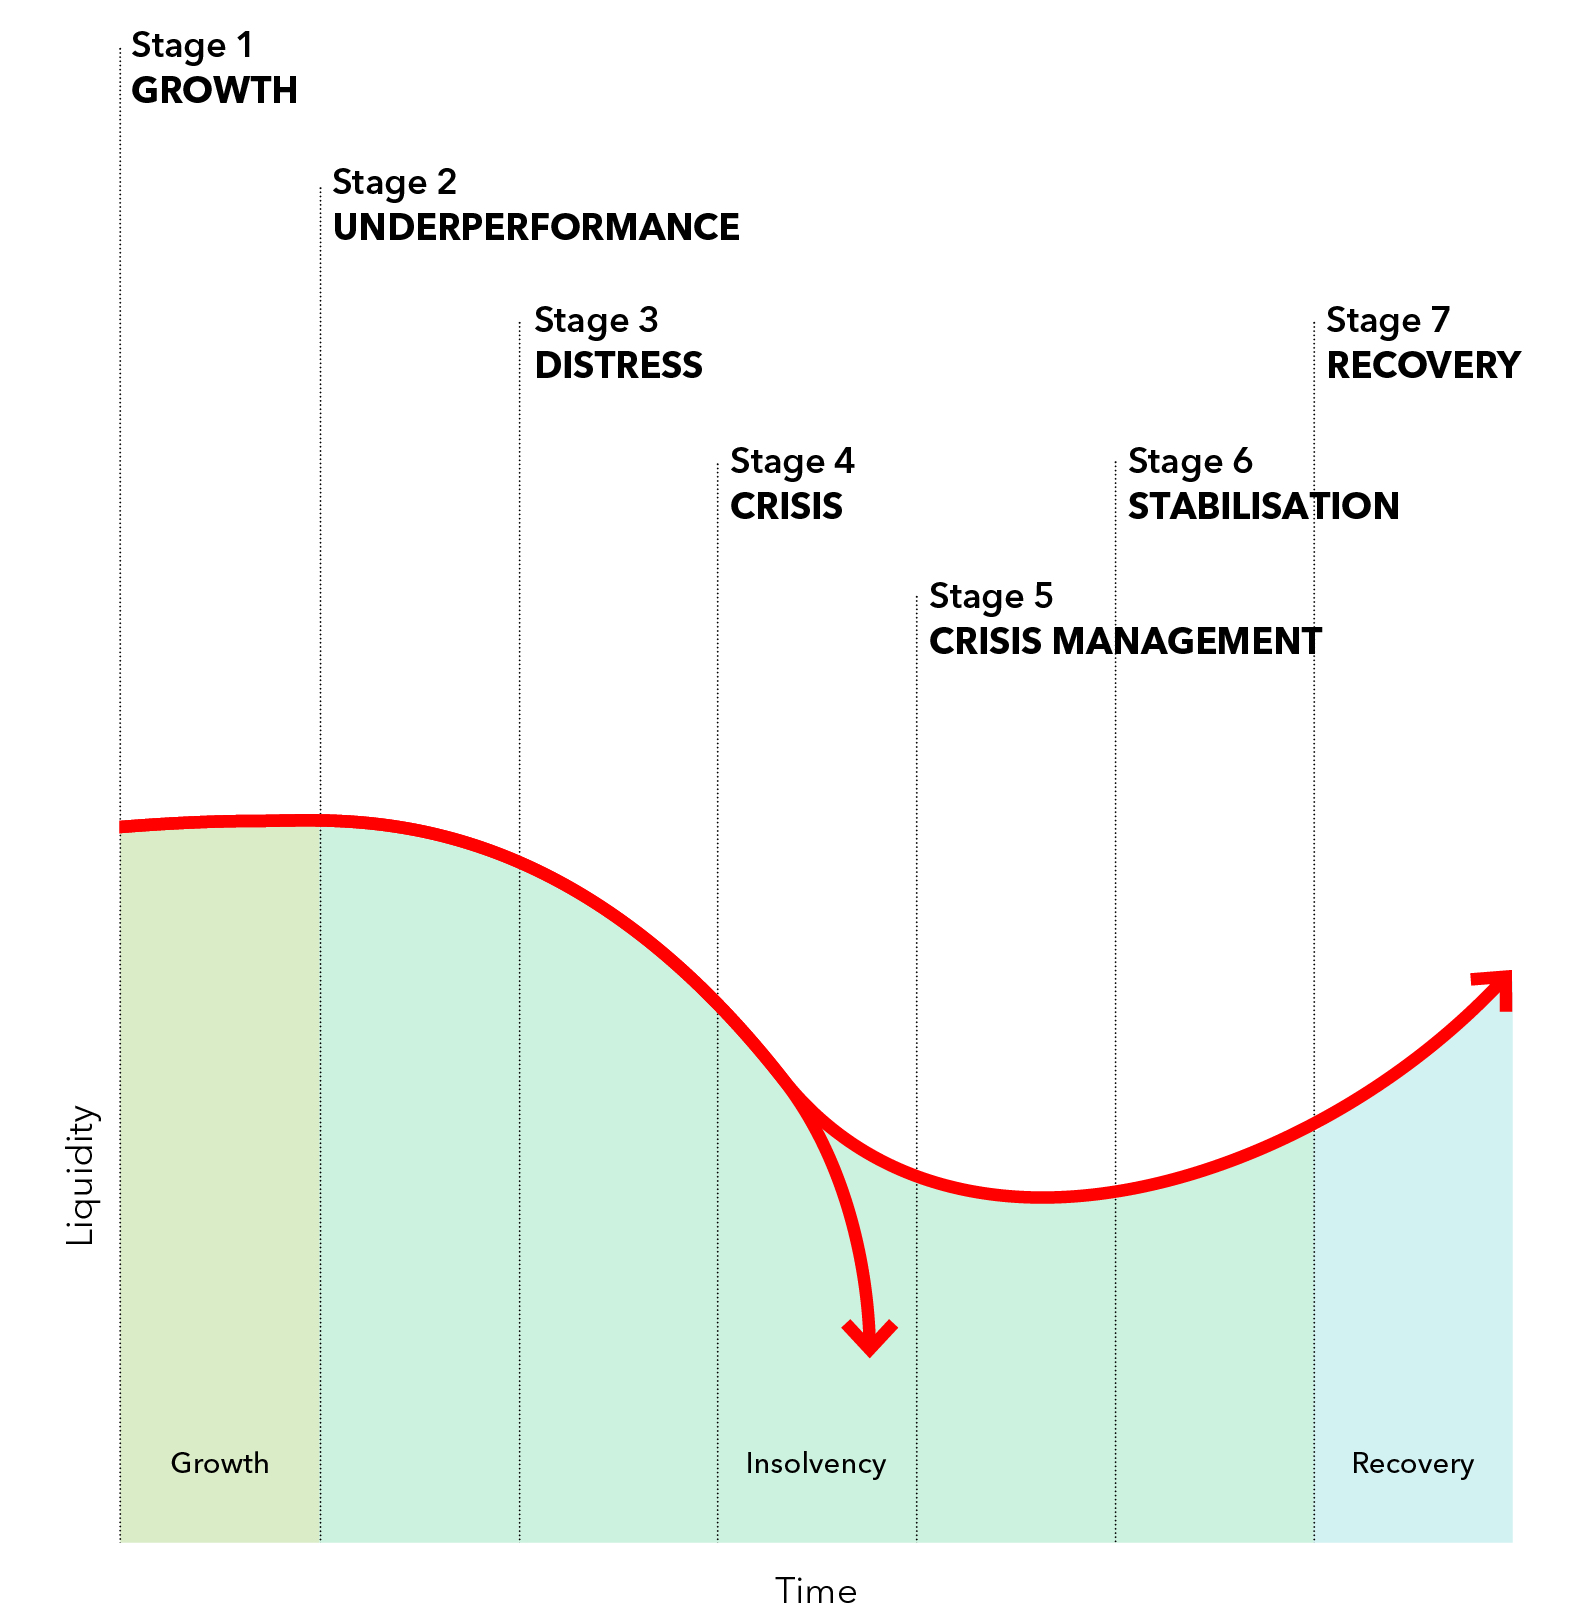 Stage 1
GROWTH
Stage 2
UNDERPERFORMANCE
Stage 3
DISTRESS
Stage 4
CRISIS
Stage 5
CRISIS MANAGEMENT
Stage 6
STABILISATION
Stage 7
RECOVERY
Liquidity
Growth
Insolvency
Recovery
Time